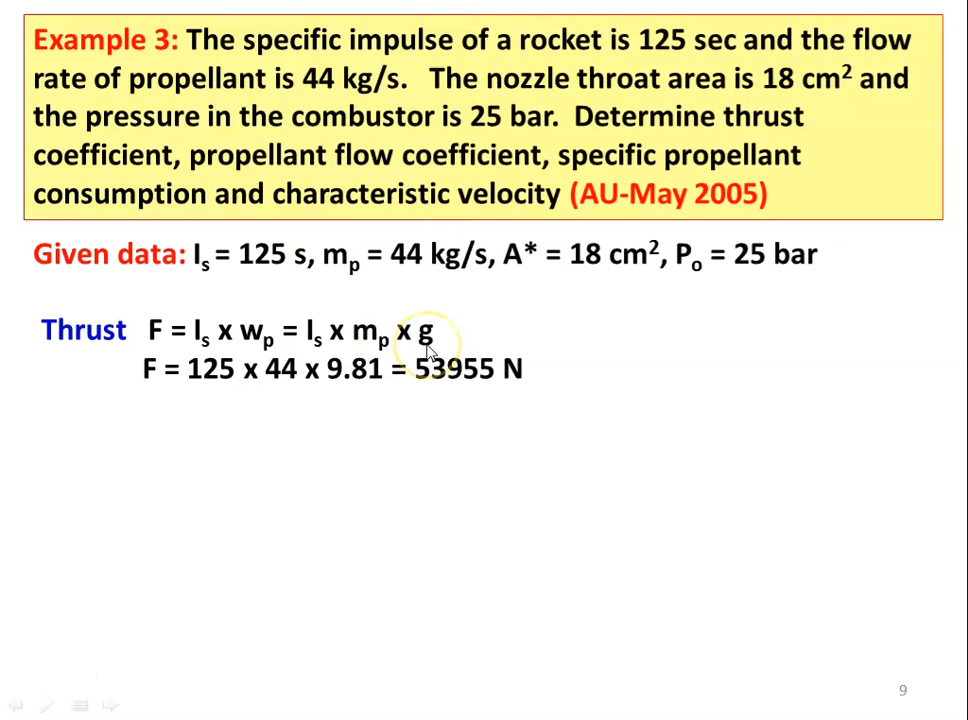 Example 3: The specific impulse of a rocket is 125 sec and the flow
rate of propellant is 44 kg/s. The nozzle throat area is 18 cm² and
the pressure in the combustor is 25 bar. Determine thrust
coefficient, propellant flow coefficient, specific propellant
consumption and characteristic velocity (AU-May 2005)
Given data: Iₛ = 125 s, mₚ = 44 kg/s, A* = 18 cm², Pₒ = 25 bar
Thrust F = Iₛ x wₚ = Iₛ x mₚ x g
F = 125 x 44 x 9.81 = 53955 N
9